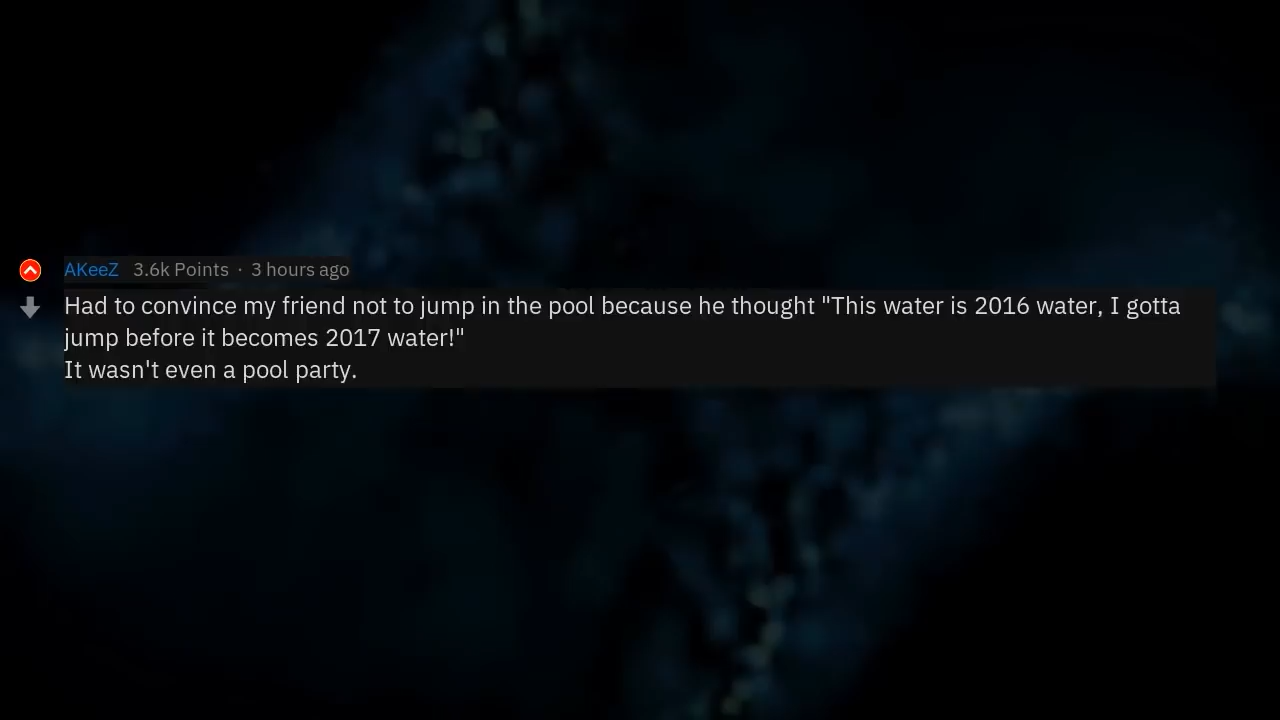 AKeeZ 3.6k Points · 3 hours ago
Had to convince my friend not to jump in the pool because he thought "This water is 2016 water, I gotta
jump before it becomes 2017 water!"
It wasn't even a pool party.